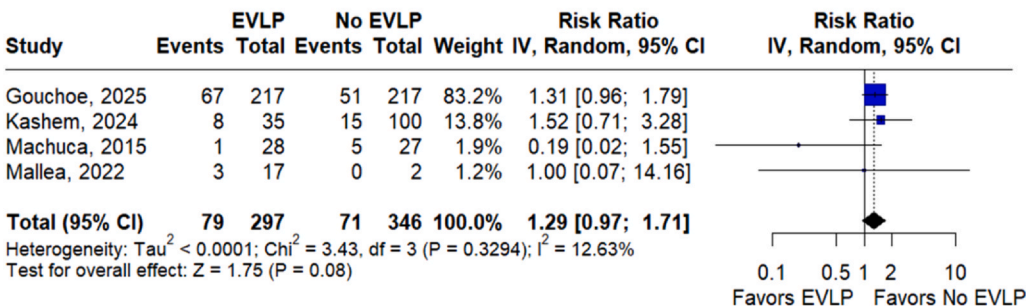 EVLP No EVLP Risk Ratio Risk Ratio
Study Events Total Events Total Weight IV, Random, 95% CI IV, Random, 95% CI
Gouchoe, 2025 67 217 51 217 83.2% 1.31 [0.96; 1.79]
Kashem, 2024 8 35 15 100 13.8% 1.52 [0.71; 3.28]
Machuca, 2015 1 28 5 27 1.9% 0.19 [0.02; 1.55]
Mallea, 2022 3 17 0 2 1.2% 1.00 [0.07; 14.16]
Total (95% CI) 79 297 71 346 100.0% 1.29 [0.97; 1.71]
Heterogeneity: Tau² < 0.0001; Chi² = 3.43, df = 3 (P = 0.3294); I² = 12.63%
Test for overall effect: Z = 1.75 (P = 0.08)
0.1 0.5 1 2 10
Favors EVLP Favors No EVLP